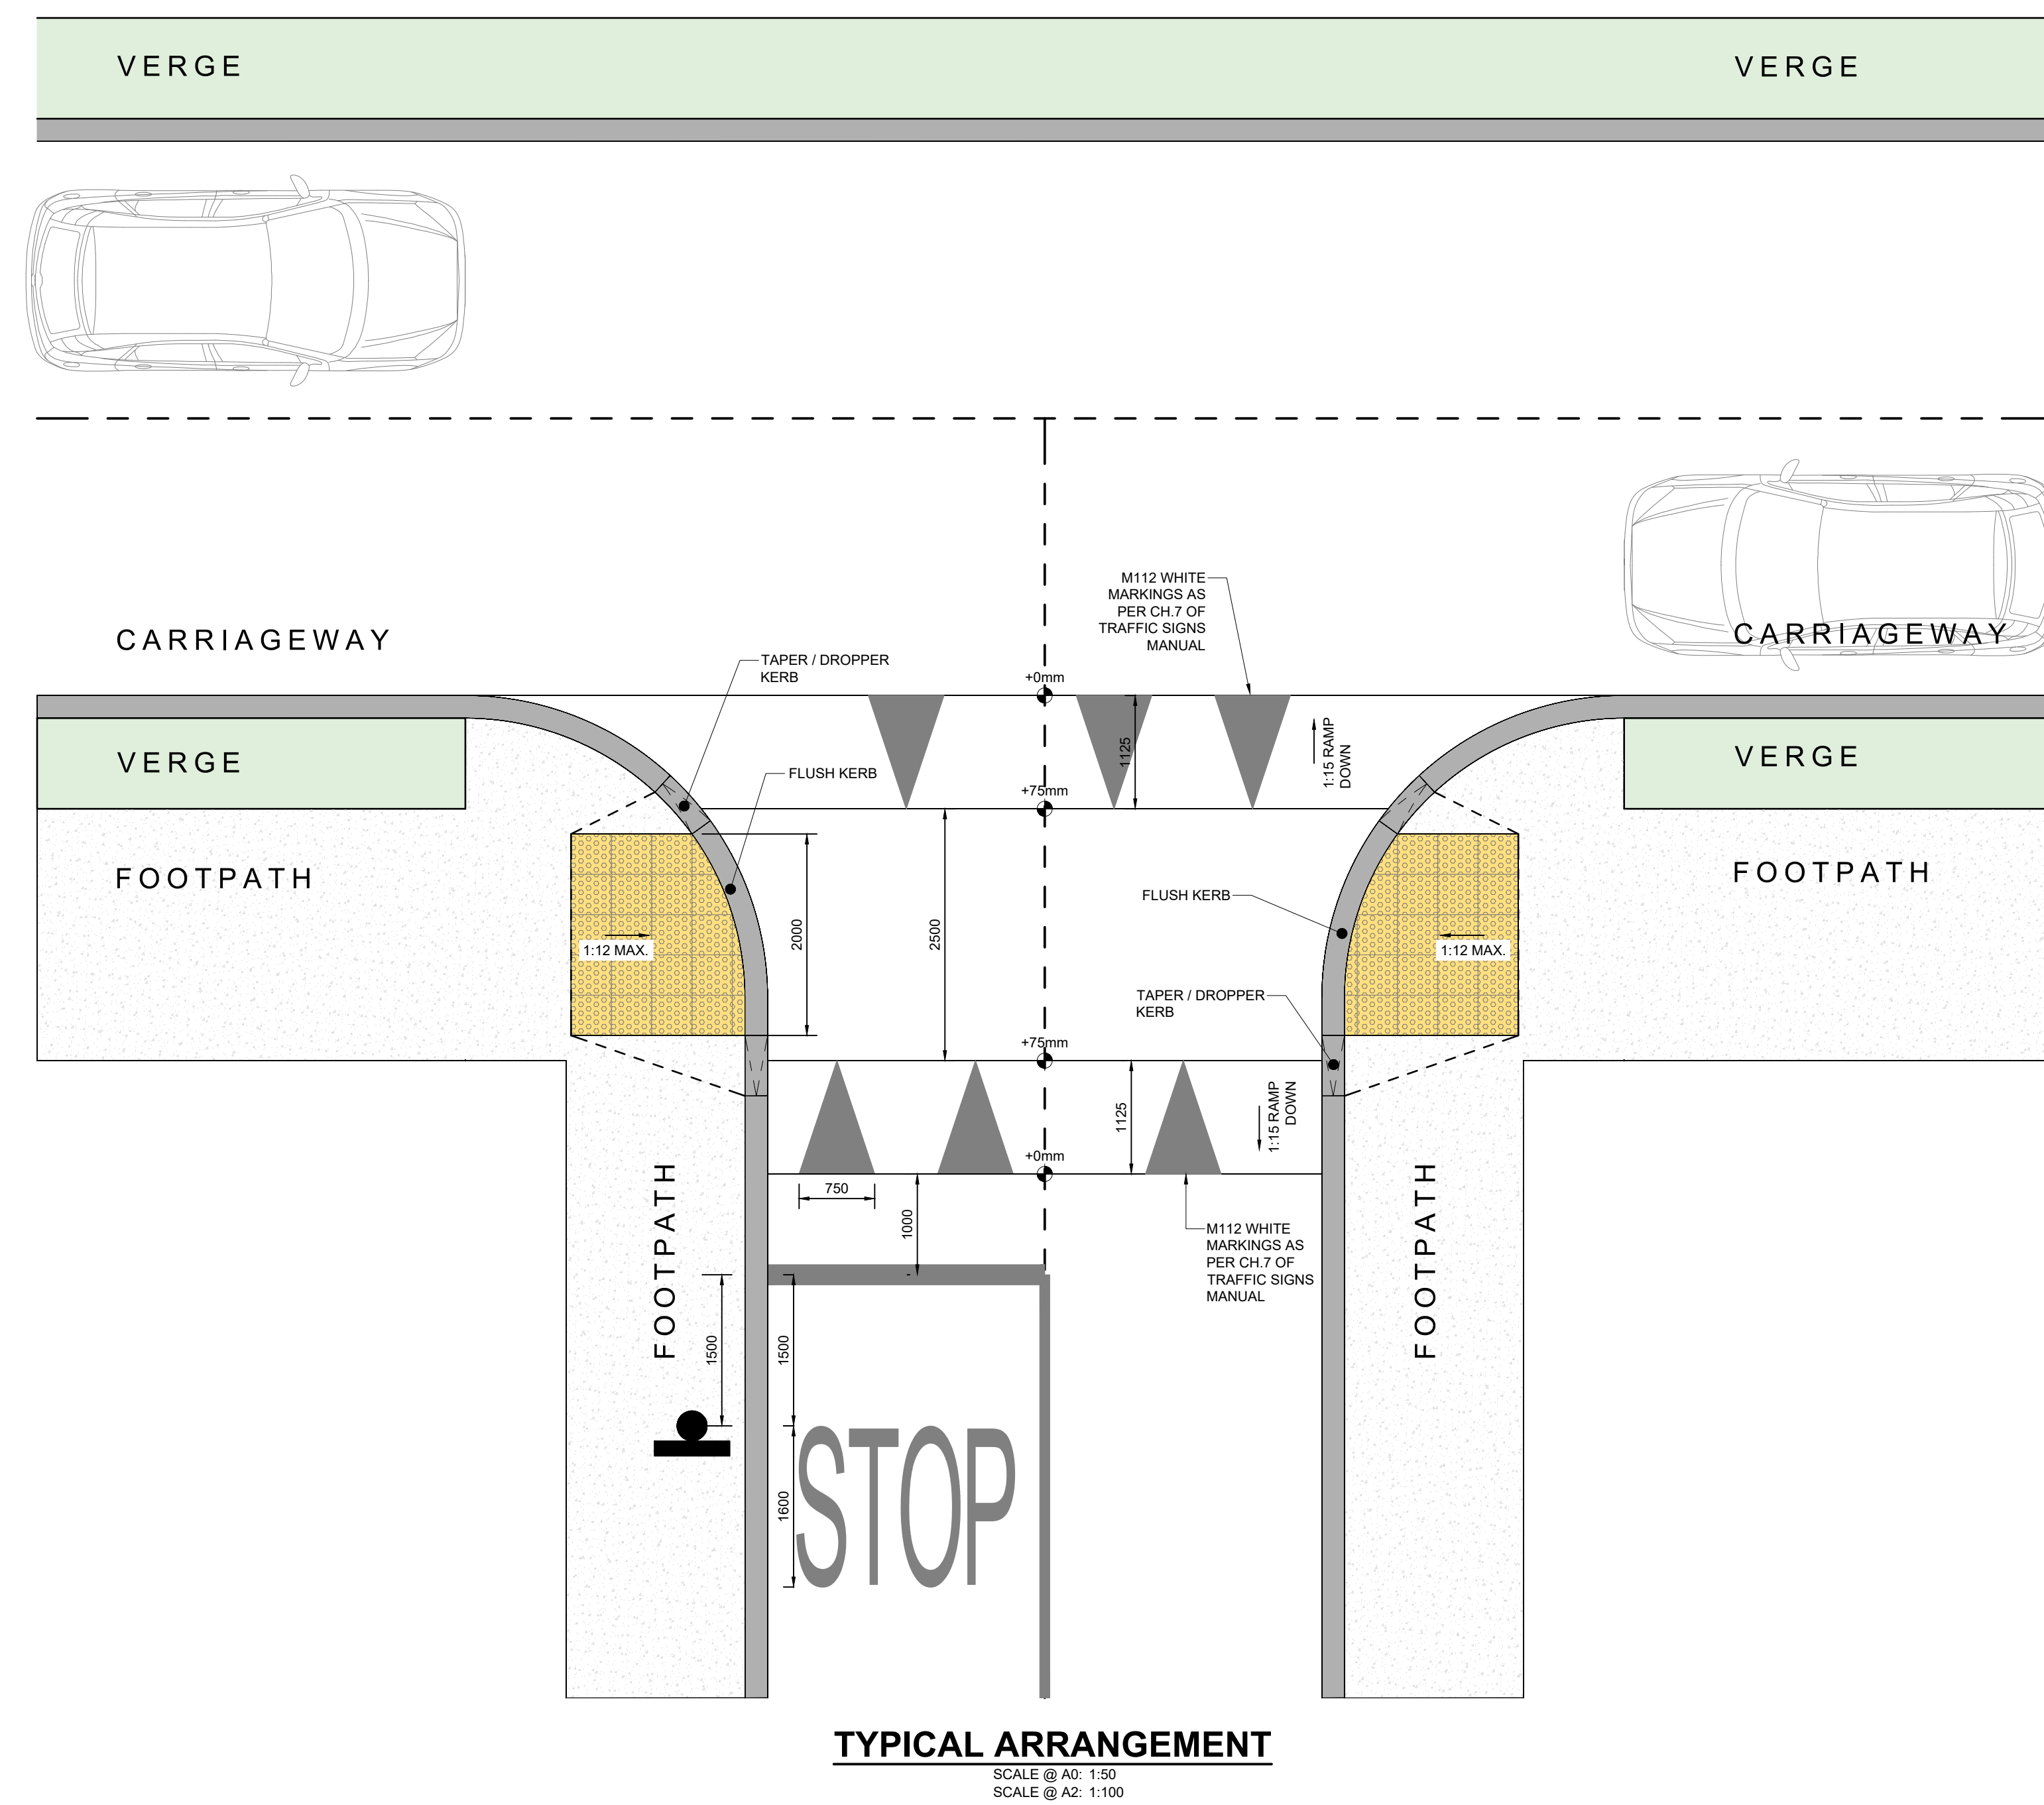 VERGE
VERGE
M112 WHITE
MARKINGS AS
PER CH.7 OF
TRAFFIC SIGNS
MANUAL
CARRIAGEWAY
CARRIAGEWAY
TAPER / DROPPER
KERB
+0mm
1125
1:15 RAMP
DOWN
VERGE
VERGE
FLUSH KERB
+75mm
FOOTPATH
FOOTPATH
FLUSH KERB
2000
2500
1:12 MAX.
1:12 MAX.
TAPER / DROPPER
KERB
+75mm
1125
1:15 RAMP
DOWN
+0mm
750
1000
FOOTPATH
FOOTPATH
M112 WHITE
MARKINGS AS
PER CH.7 OF
TRAFFIC SIGNS
MANUAL
1500
1500
1600
STOP
TYPICAL ARRANGEMENT
SCALE @ A0: 1:50
SCALE @ A2: 1:100